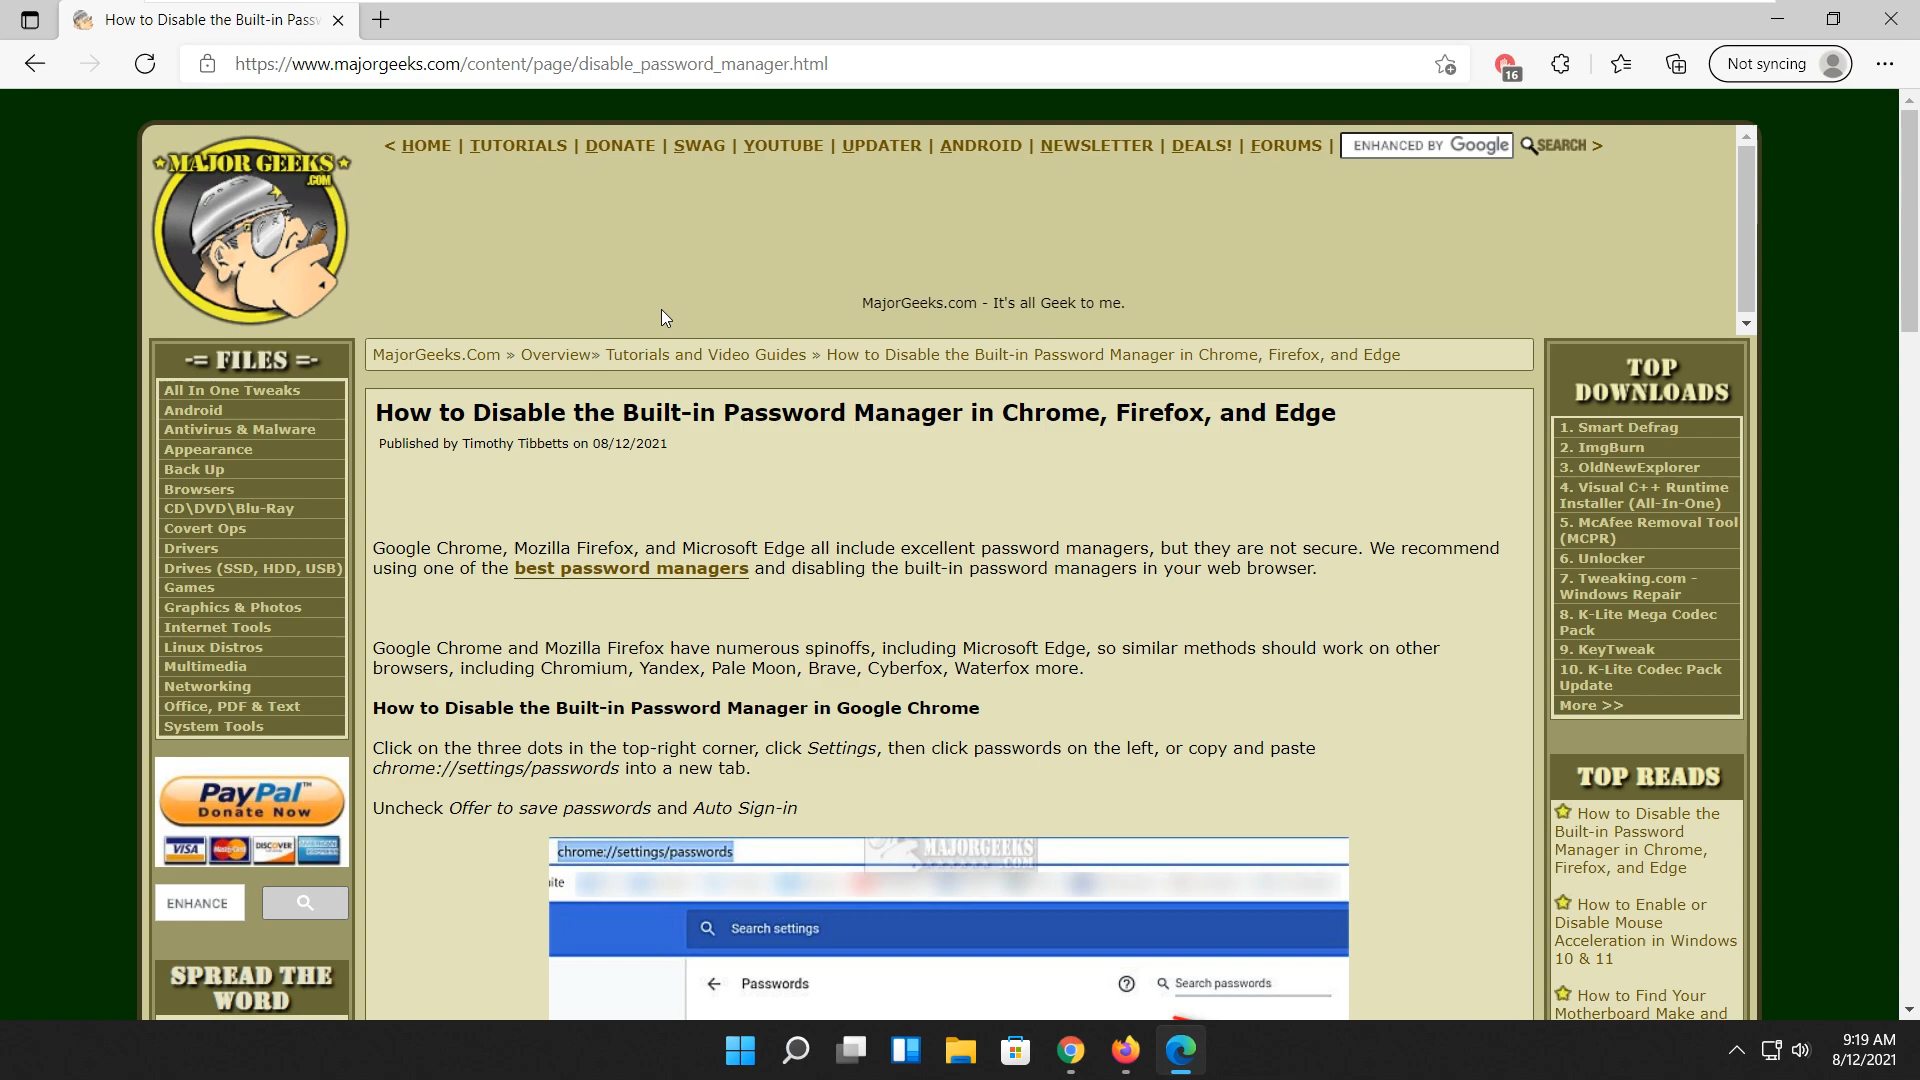 How to Disable the Built-in Passw
https://www.majorgeeks.com/content/page/disable_password_manager.html
16
Not syncing
MAJOR GEEKS
.COM
< HOME | TUTORIALS | DONATE | SWAG | YOUTUBE | UPDATER | ANDROID | NEWSLETTER | DEALS! | FORUMS | ENHANCED BY Google SEARCH >
MajorGeeks.com - It's all Geek to me.
-= FILES =-
All In One Tweaks
Android
Antivirus & Malware
Appearance
Back Up
Browsers
CD\DVD\Blu-Ray
Covert Ops
Drivers
Drives (SSD, HDD, USB)
Games
Graphics & Photos
Internet Tools
Linux Distros
Multimedia
Networking
Office, PDF & Text
System Tools
PayPal™
Donate Now
VISA MasterCard DISCOVER AMERICAN EXPRESS
ENHANCE
SPREAD THE
WORD
MajorGeeks.Com » Overview» Tutorials and Video Guides » How to Disable the Built-in Password Manager in Chrome, Firefox, and Edge
How to Disable the Built-in Password Manager in Chrome, Firefox, and Edge
Published by Timothy Tibbetts on 08/12/2021
Google Chrome, Mozilla Firefox, and Microsoft Edge all include excellent password managers, but they are not secure. We recommend
using one of the best password managers and disabling the built-in password managers in your web browser.
Google Chrome and Mozilla Firefox have numerous spinoffs, including Microsoft Edge, so similar methods should work on other
browsers, including Chromium, Yandex, Pale Moon, Brave, Cyberfox, Waterfox more.
How to Disable the Built-in Password Manager in Google Chrome
Click on the three dots in the top-right corner, click Settings, then click passwords on the left, or copy and paste
chrome://settings/passwords into a new tab.
Uncheck Offer to save passwords and Auto Sign-in
chrome://settings/passwords
MAJORGEEKS
.COM
ite
Search settings
Passwords
Search passwords
TOP
DOWNLOADS
1. Smart Defrag
2. ImgBurn
3. OldNewExplorer
4. Visual C++ Runtime
Installer (All-In-One)
5. McAfee Removal Tool
(MCPR)
6. Unlocker
7. Tweaking.com -
Windows Repair
8. K-Lite Mega Codec
Pack
9. KeyTweak
10. K-Lite Codec Pack
Update
More >>
TOP READS
How to Disable the
Built-in Password
Manager in Chrome,
Firefox, and Edge
How to Enable or
Disable Mouse
Acceleration in Windows
10 & 11
How to Find Your
Motherboard Make and
9:19 AM
8/12/2021